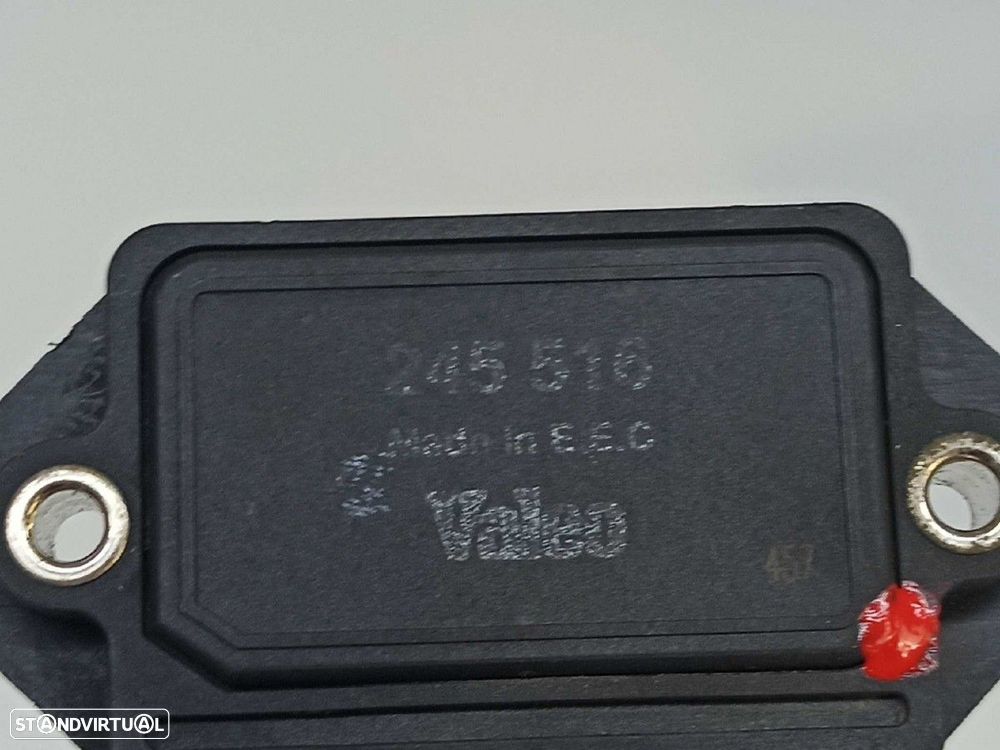 245 516
Made in E.E.C
Valeo
457
STANDVIRTUAL